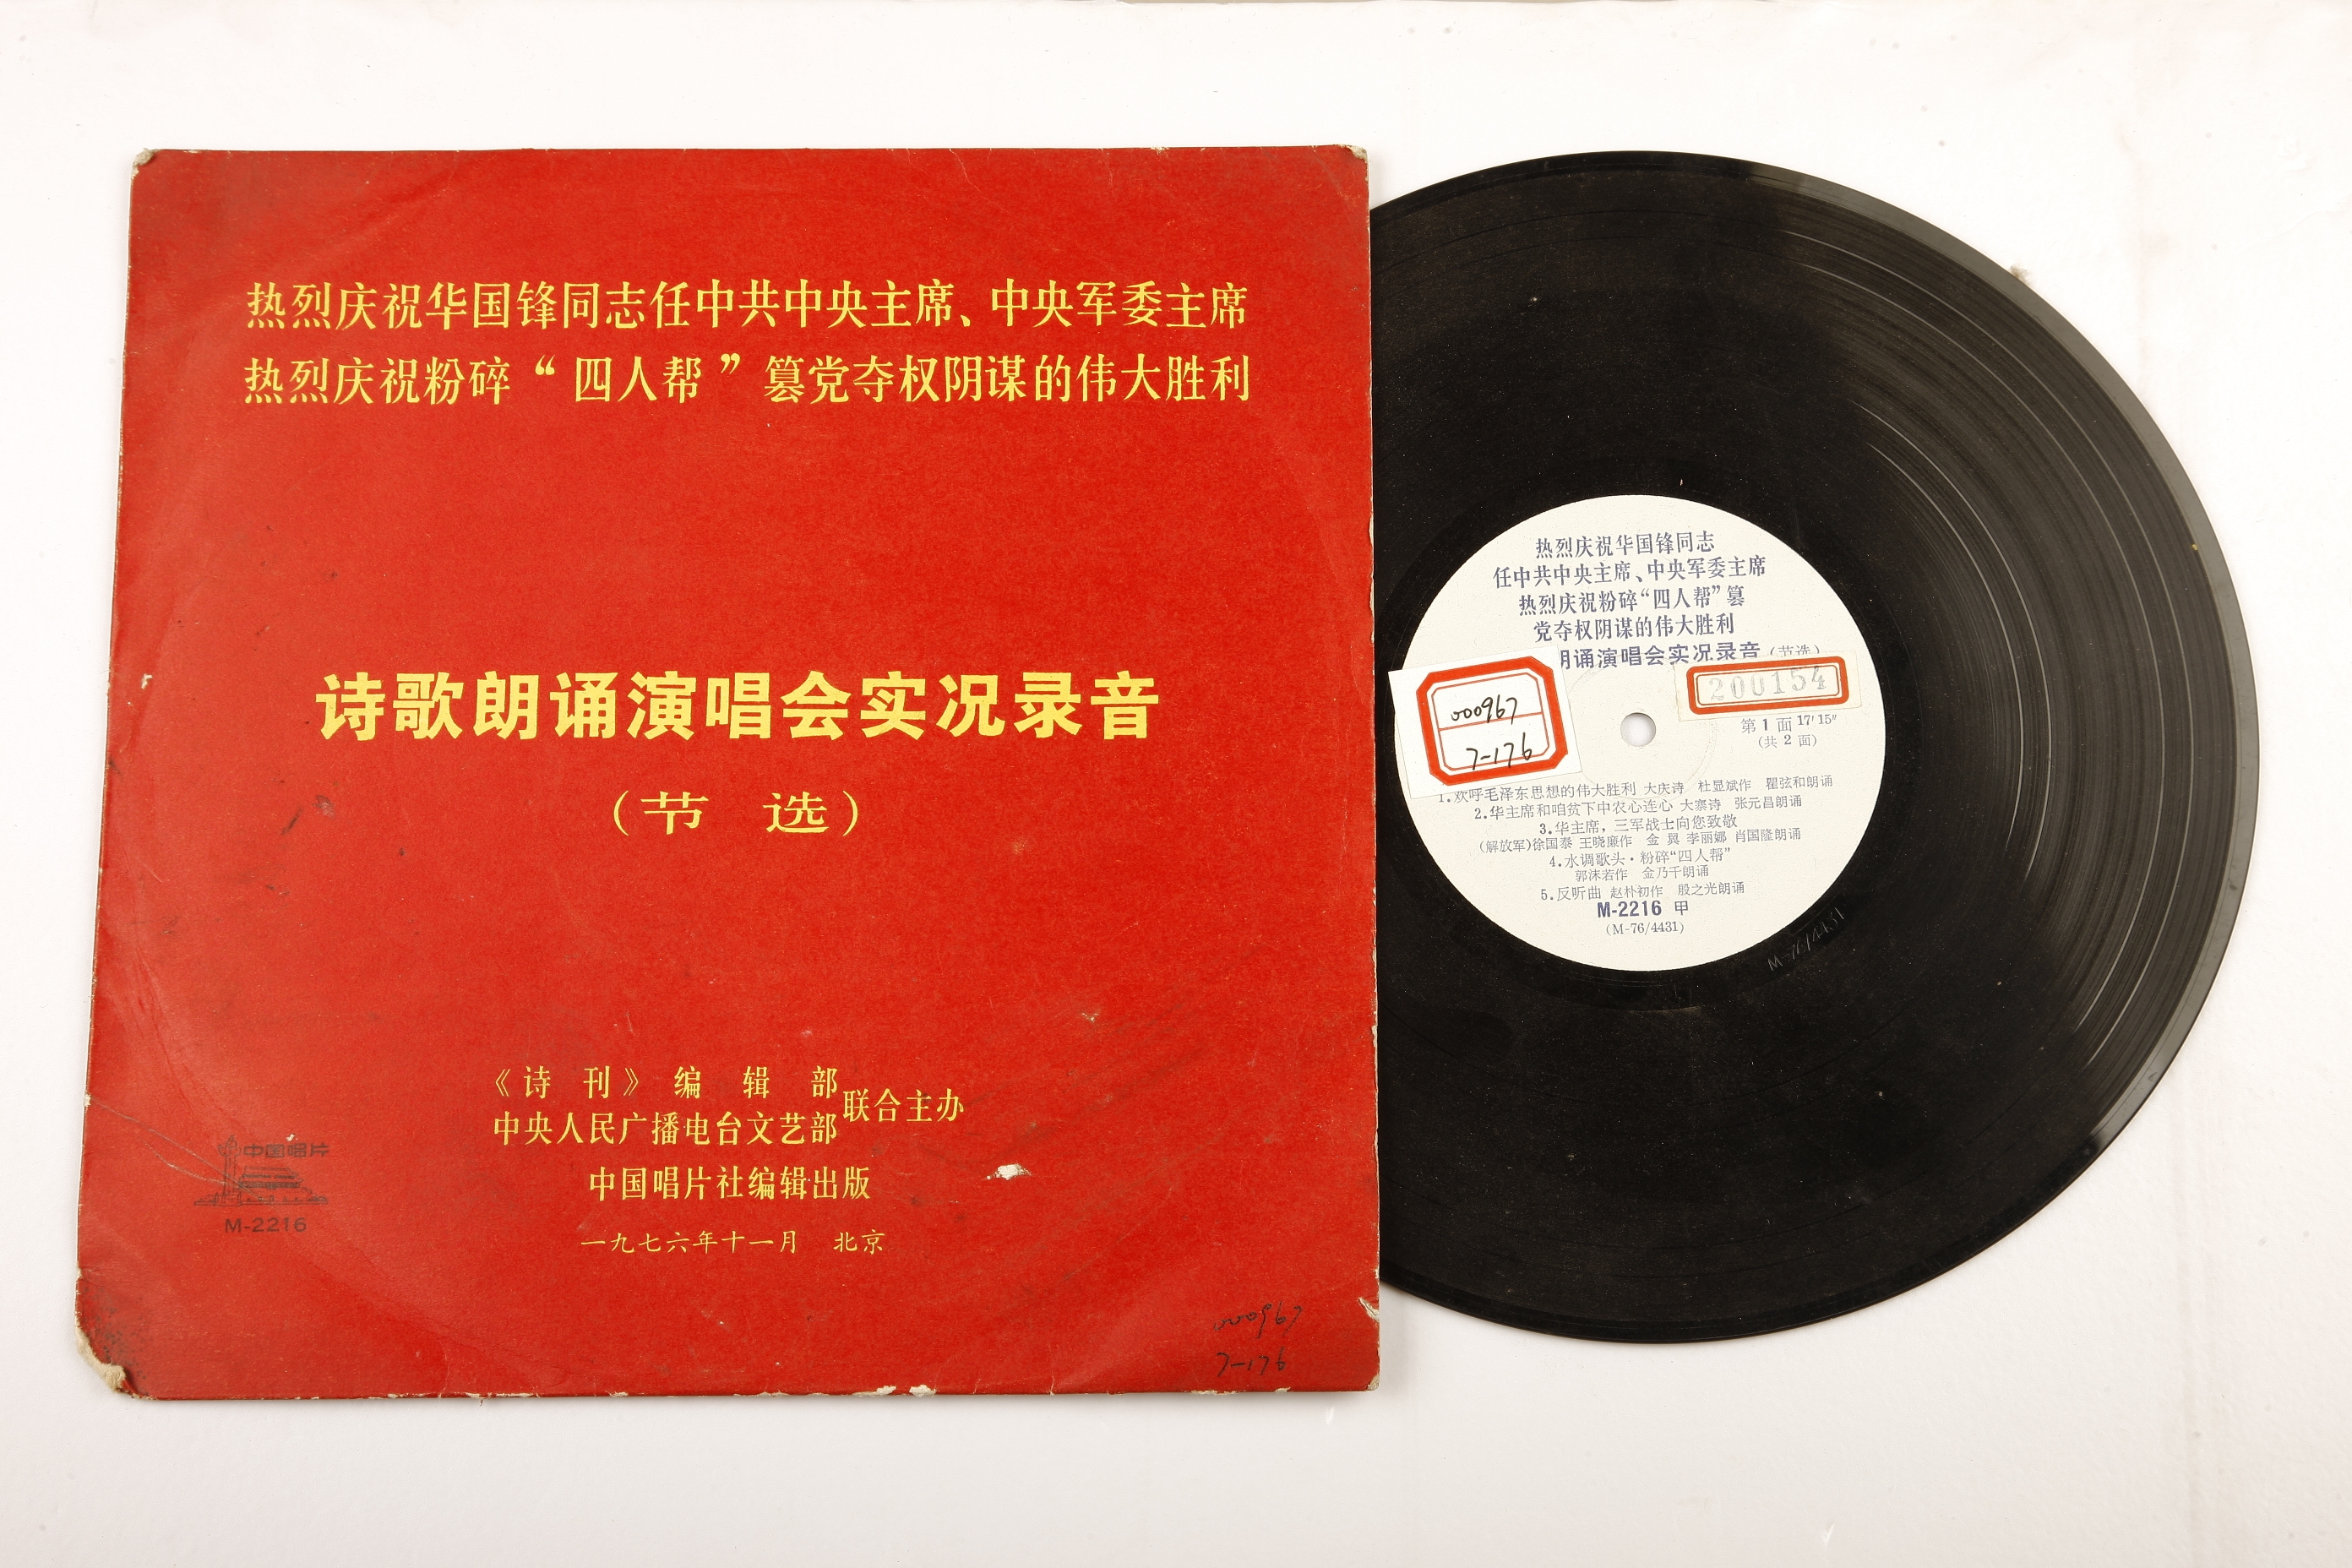 热烈庆祝华国锋同志任中共中央主席、中央军委主席
热烈庆祝粉碎“四人帮”篡党夺权阴谋的伟大胜利
诗歌朗诵演唱会实况录音
（节 选）
《诗刊》编辑部
中央人民广播电台文艺部
联合主办
中国唱片社编辑出版
一九七六年十一月 北京
中国唱片
M-2216
000967
7-176
热烈庆祝华国锋同志
任中共中央主席、中央军委主席
热烈庆祝粉碎“四人帮”篡
党夺权阴谋的伟大胜利
朗诵演唱会实况录音（节选）
000967
7-176
200154
第1面 17′15″
（共2面）
1.欢呼毛泽东思想的伟大胜利 大庆诗 杜显斌作 瞿弦和朗诵
2.华主席和咱贫下中农心连心 大寨诗 张元昌朗诵
3.华主席，三军战士向您致敬
（解放军）徐国泰 王晓廉作 金翼 李丽娜 肖国隆朗诵
4.水调歌头·粉碎“四人帮”
郭沫若作 金乃千朗诵
5.反听曲 赵朴初作 殷之光朗诵
M-2216 甲
(M-76/4431)
M-76/4431